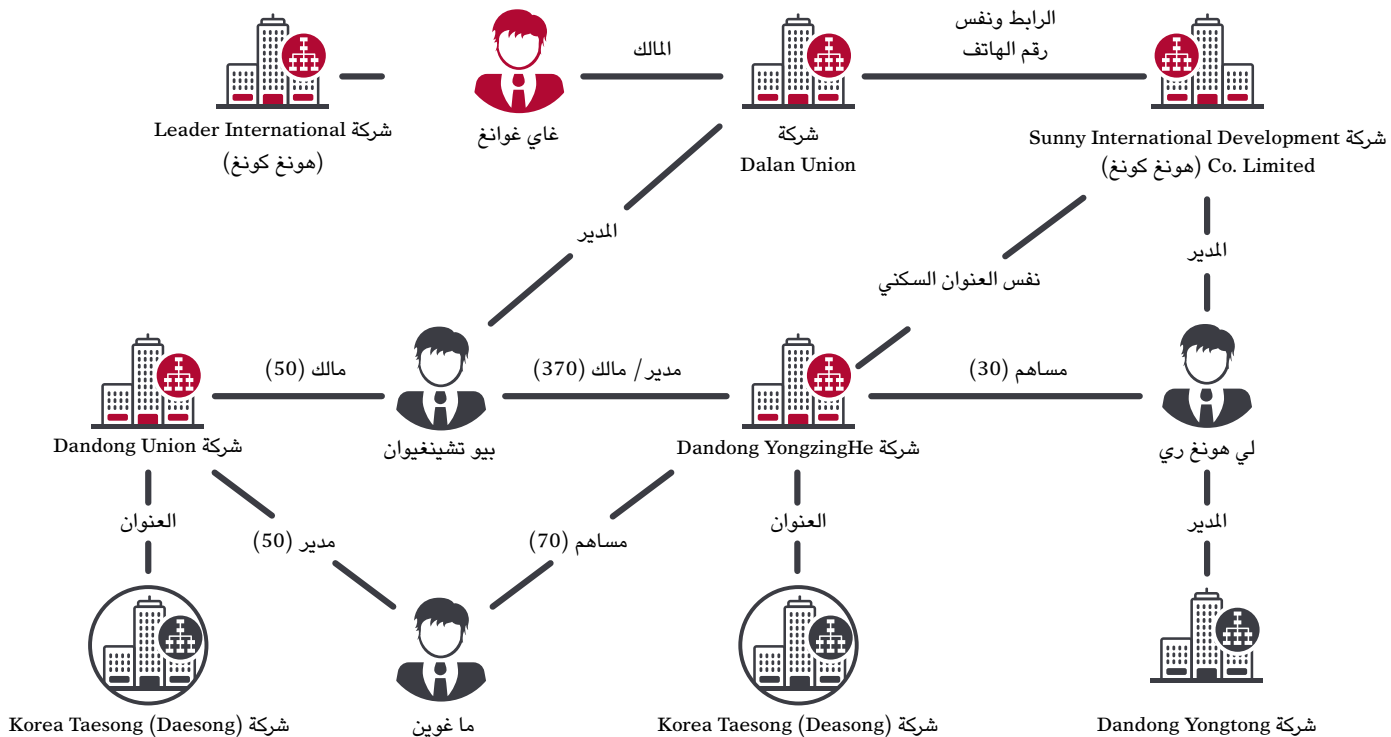 الرابط ونفس
رقم الهاتف
المالك
شركة Leader International
(هونغ كونغ)
غاي غوانغ
شركة
Dalan Union
شركة Sunny International Development
Co. Limited (هونغ كونغ)
المدير
المدير
نفس العنوان السكني
مالك (50)
مدير/ مالك (370)
مساهم (30)
شركة Dandong Union
بيو تشينغيوان
شركة Dandong YongzingHe
لي هونغ ري
العنوان
مدير (50)
مساهم (70)
العنوان
المدير
شركة Korea Taesong (Daesong)
ما غوين
شركة Korea Taesong (Deasong)
شركة Dandong Yongtong